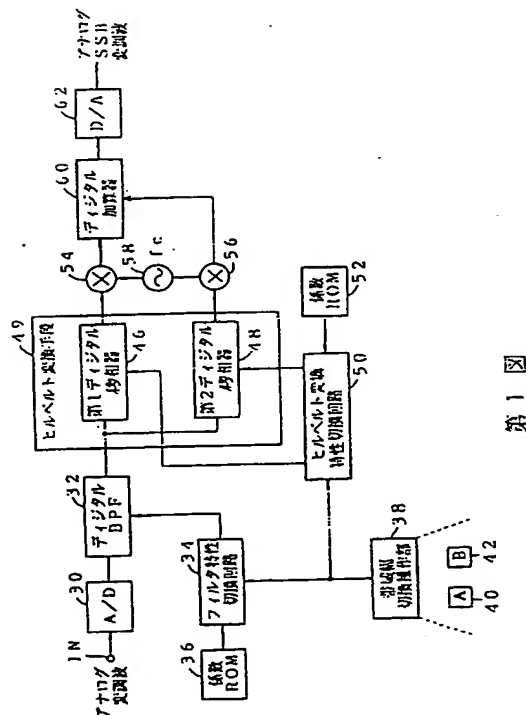 IN
アナログ
変調波
30
A/D
32
ディジタル
BPF
34
フィルタ特性
切換回路
36
係数
ROM
38
帯域幅
切換操作部
A
40
B
42
49
ヒルベルト変換手段
第1ディジタル
移相器
46
第2ディジタル
移相器
48
ヒルベルト変換
特性切換回路
50
係数
ROM
52
54
58
fc
56
60
ディジタル
加算器
62
D/A
アナログ
SSB
変調波
第1図